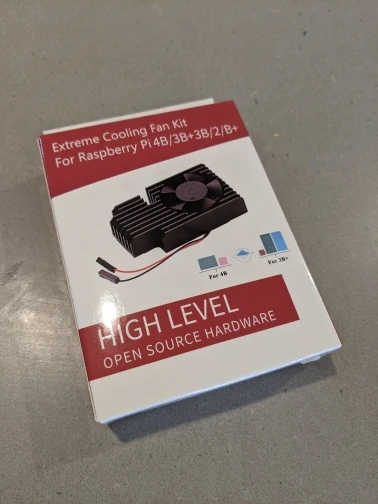 Extreme Cooling Fan Kit
For Raspberry Pi 4B/3B+3B/2/B+
For 4B
For 3B+
HIGH LEVEL
OPEN SOURCE HARDWARE